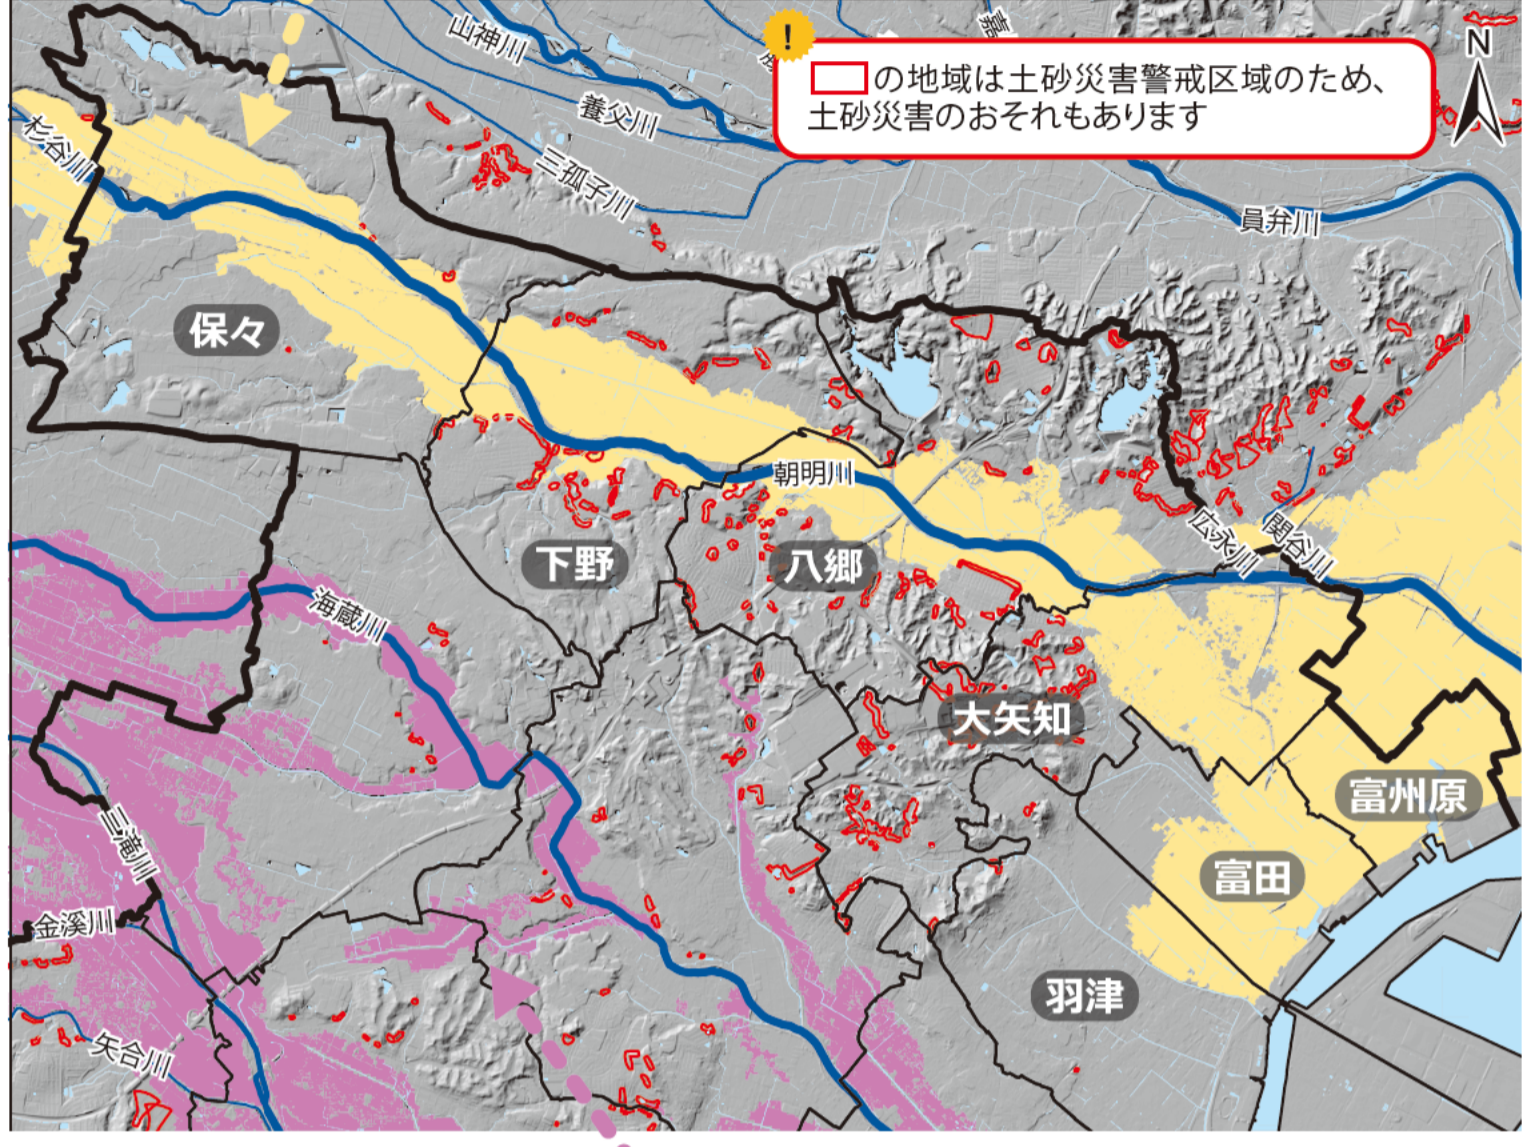 山神川
嘉
!
の地域は土砂災害警戒区域のため、
土砂災害のおそれもあります
N
養父川
杉谷川
三孤子川
員弁川
保々
朝明川
広永川
関谷川
下野
八郷
海蔵川
大矢知
富州原
三滝川
富田
金溪川
羽津
矢合川